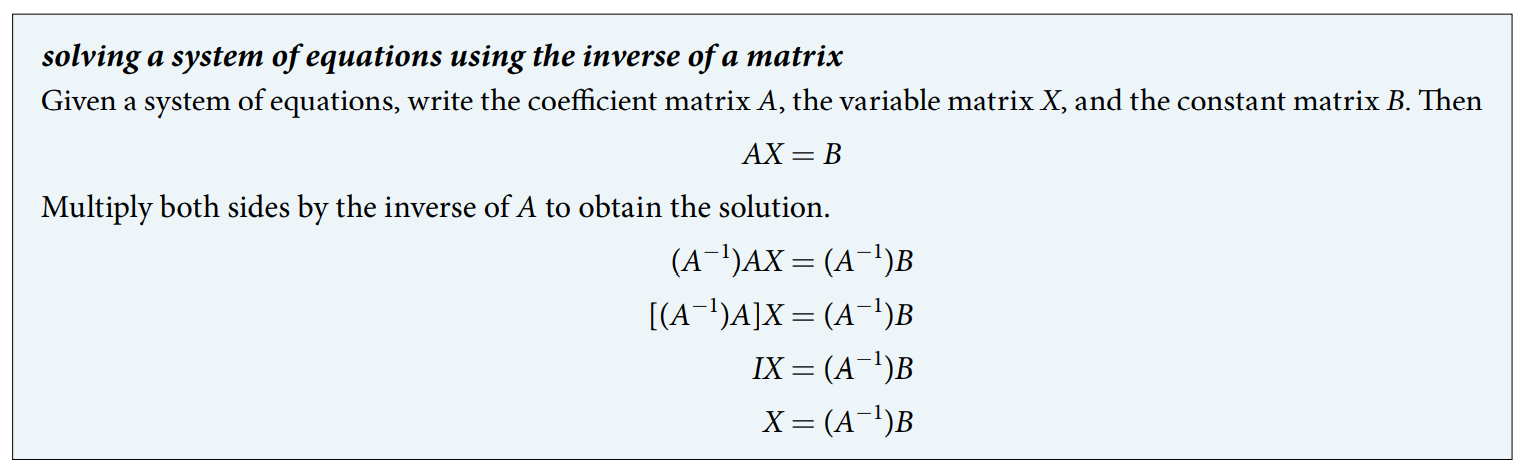 solving a system of equations using the inverse of a matrix
Given a system of equations, write the coefficient matrix A, the variable matrix X, and the constant matrix B. Then
AX = B
Multiply both sides by the inverse of A to obtain the solution.
(A⁻¹)AX = (A⁻¹)B
[(A⁻¹)A]X = (A⁻¹)B
IX = (A⁻¹)B
X = (A⁻¹)B